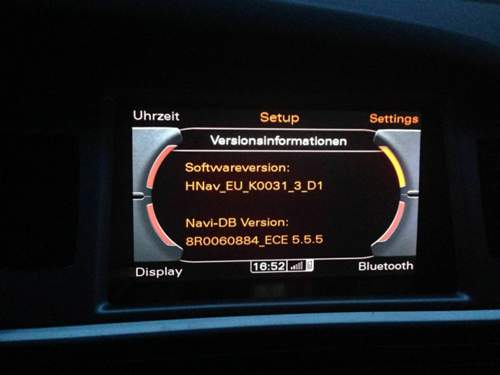 Uhrzeit Setup Settings
Versionsinformationen
Softwareversion:
HNav_EU_K0031_3_D1
Navi-DB Version:
8R0060884_ECE 5.5.5
Display 16:52 Bluetooth